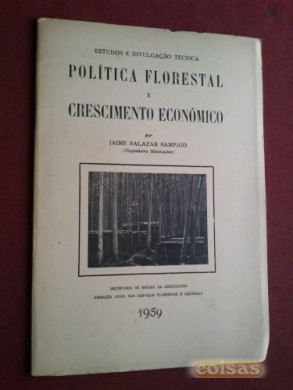 ESTUDOS E DIVULGAÇÃO TÉCNICA
POLÍTICA FLORESTAL
E
CRESCIMENTO ECONÓMICO
por
JAIME SALAZAR SAMPAIO
(Engenheiro Silvicultor)
SECRETARIA DE ESTADO DA AGRICULTURA
DIRECÇÃO GERAL DOS SERVIÇOS FLORESTAIS E AQUÍCOLAS
1959
coisas